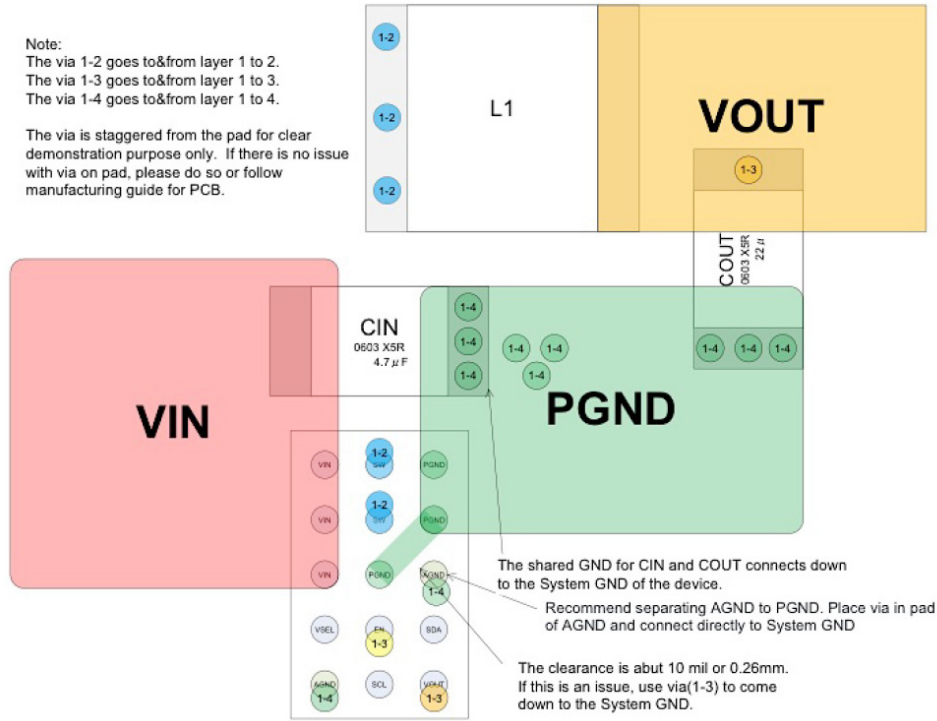 Note:
The via 1-2 goes to&from layer 1 to 2.
The via 1-3 goes to&from layer 1 to 3.
The via 1-4 goes to&from layer 1 to 4.
The via is staggered from the pad for clear
demonstration purpose only. If there is no issue
with via on pad, please do so or follow
manufacturing guide for PCB.
1-2
1-2
1-2
L1
VOUT
1-3
COUT
0603 X5R
22 μ
VIN
CIN
0603 X5R
4.7 μ F
1-4
1-4
1-4
1-4 1-4
1-4
1-4 1-4 1-4
PGND
1-2
VIN SW PGND
1-2
VIN SW PGND
VIN PGND AGND
1-4
VSEL EN SDA
1-3
AGND SCL VOUT
1-4 1-3
The shared GND for CIN and COUT connects down
to the System GND of the device.
Recommend separating AGND to PGND. Place via in pad
of AGND and connect directly to System GND
The clearance is abut 10 mil or 0.26mm.
If this is an issue, use via(1-3) to come
down to the System GND.